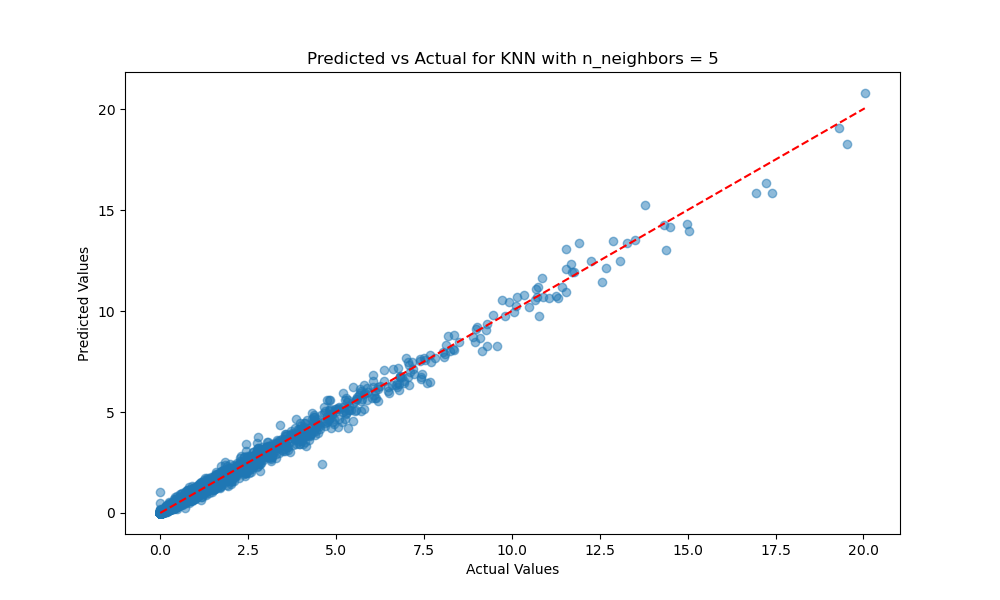 Predicted vs Actual for KNN with n_neighbors = 5
Predicted Values
20
15
10
5
0
0.0 2.5 5.0 7.5 10.0 12.5 15.0 17.5 20.0
Actual Values